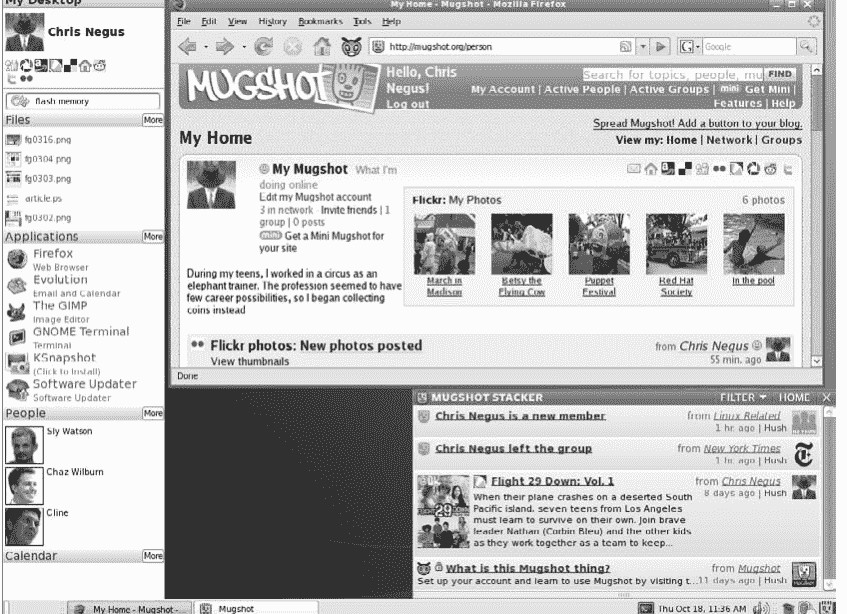 My Desktop
Chris Negus
flash memory
Files
More
fg0316.png
fg0304.png
fg0303.png
article.ps
fg0302.png
Applications
More
Firefox
Web Browser
Evolution
Email and Calendar
The GIMP
Image Editor
GNOME Terminal
Terminal
KSnapshot
(Click to Install)
Software Updater
Software Updater
People
More
Sly Watson
Chaz Wilburn
Cline
Calendar
More
My Home - Mugshot - Mozilla Firefox
File Edit View History Bookmarks Tools Help
http://mugshot.org/person
Google
MUGSHOT
Hello, Chris
Negus!
Log out
Search for topics, people, mu
FIND
My Account | Active People | Active Groups | mini Get Mini |
Features | Help
Spread Mugshot! Add a button to your blog.
My Home
View my: Home | Network | Groups
My Mugshot What I'm
doing online
Edit my Mugshot account
3 in network · Invite friends | 1
group | 0 posts
mini Get a Mini Mugshot for
your site
During my teens, I worked in a circus as an
elephant trainer. The profession seemed to have
few career possibilities, so I began collecting
coins instead
Flickr: My Photos
6 photos
March in
Madison
Betsy the
Flying Cow
Puppet
Festival
Red Hat
Society
In the pool
Flickr photos: New photos posted
from Chris Negus
View thumbnails
55 min. ago
Done
MUGSHOT STACKER
FILTER
HOME
Chris Negus is a new member
from Linux Related
1 hr. ago | Hush
Chris Negus left the group
from New York Times
1 hr. ago | Hush
Flight 29 Down: Vol. 1
from Chris Negus
8 days ago | Hush
When their plane crashes on a deserted South
Pacific island, seven teens from Los Angeles
must learn to survive on their own. Join brave
leader Nathan (Corbin Bleu) and the other kids
as they work together as a team to keep...
What is this Mugshot thing?
from Mugshot
Set up your account and learn to use Mugshot by visiting t...
11 days ago | Hush
My Home - Mugshot -...
Mugshot
Thu Oct 18, 11:36 AM